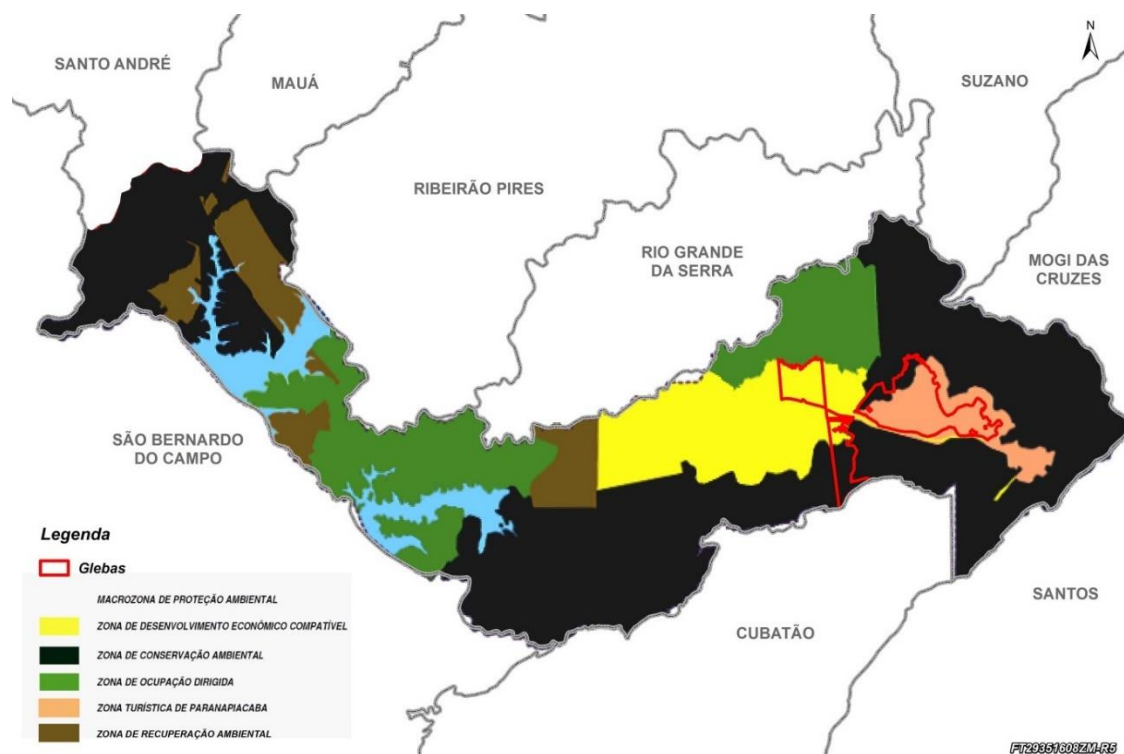 N
SANTO ANDRÉ
MAUÁ
SUZANO
RIBEIRÃO PIRES
RIO GRANDE
DA SERRA
MOGI DAS
CRUZES
SÃO BERNARDO
DO CAMPO
CUBATÃO
SANTOS
Legenda
Glebas
MACROZONA DE PROTEÇÃO AMBIENTAL
ZONA DE DESENVOLVIMENTO ECONÔMICO COMPATÍVEL
ZONA DE CONSERVAÇÃO AMBIENTAL
ZONA DE OCUPAÇÃO DIRIGIDA
ZONA TURÍSTICA DE PARANAPIACABA
ZONA DE RECUPERAÇÃO AMBIENTAL
FT29351608ZM-R5